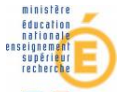 ministère
éducation
nationale
enseignement
supérieur
recherche
É